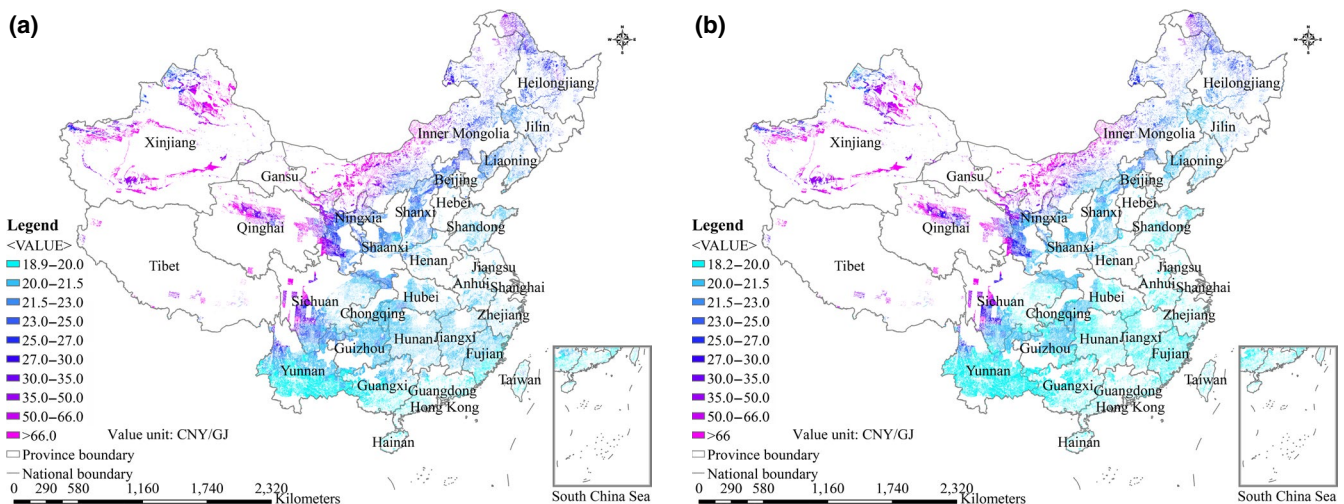 (a)
N
W E
S
Heilongjiang
Inner Mongolia
Jilin
Xinjiang
Liaoning
Gansu
Beijing
Hebei
Ningxia
Shanxi
Qinghai
Shandong
Shaanxi
Tibet
Henan
Jiangsu
Anhui
Shanghai
Sichuan
Hubei
Chongqing
Zhejiang
Hunan
Jiangxi
Guizhou
Fujian
Yunnan
Guangxi
Guangdong
Taiwan
Hong Kong
Hainan
Legend
<VALUE>
18.9–20.0
20.0–21.5
21.5–23.0
23.0–25.0
25.0–27.0
27.0–30.0
30.0–35.0
35.0–50.0
50.0–66.0
>66.0
Value unit: CNY/GJ
Province boundary
National boundary
0 290 580 1,160 1,740 2,320
Kilometers
South China Sea
(b)
N
W E
S
Heilongjiang
Inner Mongolia
Jilin
Xinjiang
Liaoning
Gansu
Beijing
Hebei
Ningxia
Shanxi
Qinghai
Shandong
Shaanxi
Tibet
Henan
Jiangsu
Anhui
Shanghai
Sichuan
Hubei
Chongqing
Zhejiang
Hunan
Jiangxi
Guizhou
Fujian
Yunnan
Guangxi
Guangdong
Taiwan
Hong Kong
Hainan
Legend
<VALUE>
18.2–20.0
20.0–21.5
21.5–23.0
23.0–25.0
25.0–27.0
27.0–30.0
30.0–35.0
35.0–50.0
50.0–66.0
>66
Value unit: CNY/GJ
Province boundary
National boundary
0 290 580 1,160 1,740 2,320
Kilometers
South China Sea